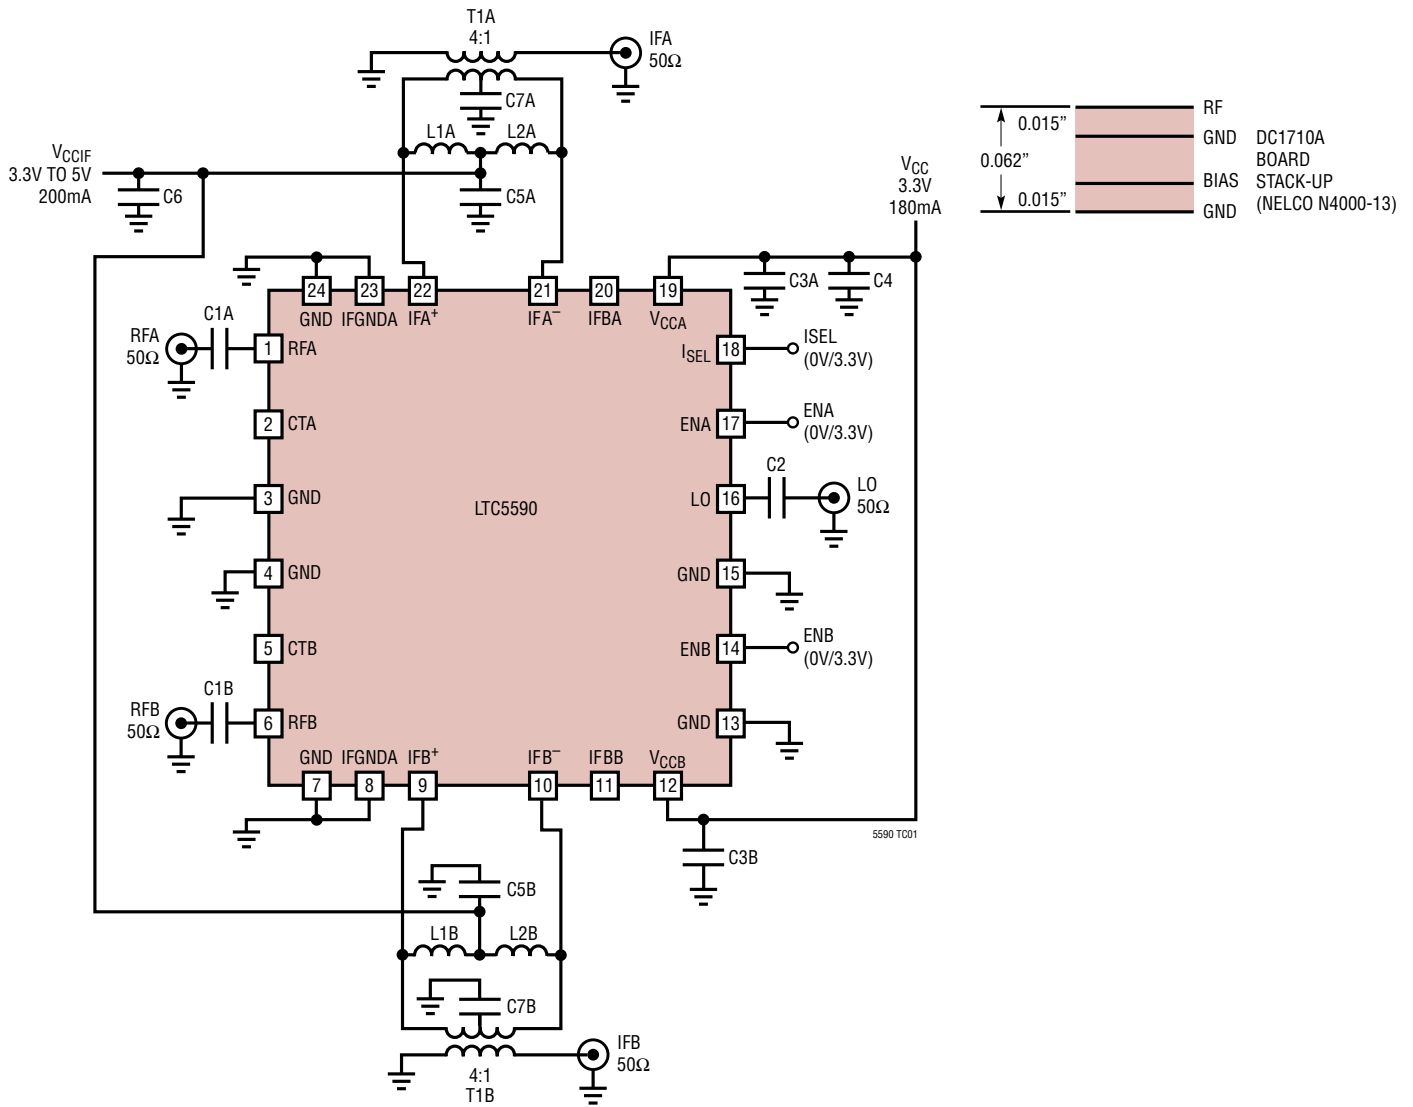 T1A
4:1
IFA
50Ω
C7A
L1A
L2A
C5A
VCCIF
3.3V TO 5V
200mA
C6
VCC
3.3V
180mA
RF
0.015”
GND
DC1710A
BOARD
0.062”
BIAS
STACK-UP
0.015”
GND
(NELCO N4000-13)
C3A
C4
24
23
22
21
20
19
GND
IFGNDA
IFA+
IFA–
IFBA
VCCA
C1A
RFA
50Ω
1
RFA
ISEL
18
ISEL
(0V/3.3V)
2
CTA
ENA
17
ENA
(0V/3.3V)
C2
3
GND
LTC5590
LO
16
LO
50Ω
4
GND
GND
15
5
CTB
ENB
14
ENB
(0V/3.3V)
C1B
RFB
50Ω
6
RFB
GND
13
GND
IFGNDA
IFB+
IFB–
IFBB
VCCB
7
8
9
10
11
12
5590 TC01
C3B
C5B
L1B
L2B
C7B
IFB
50Ω
4:1
T1B